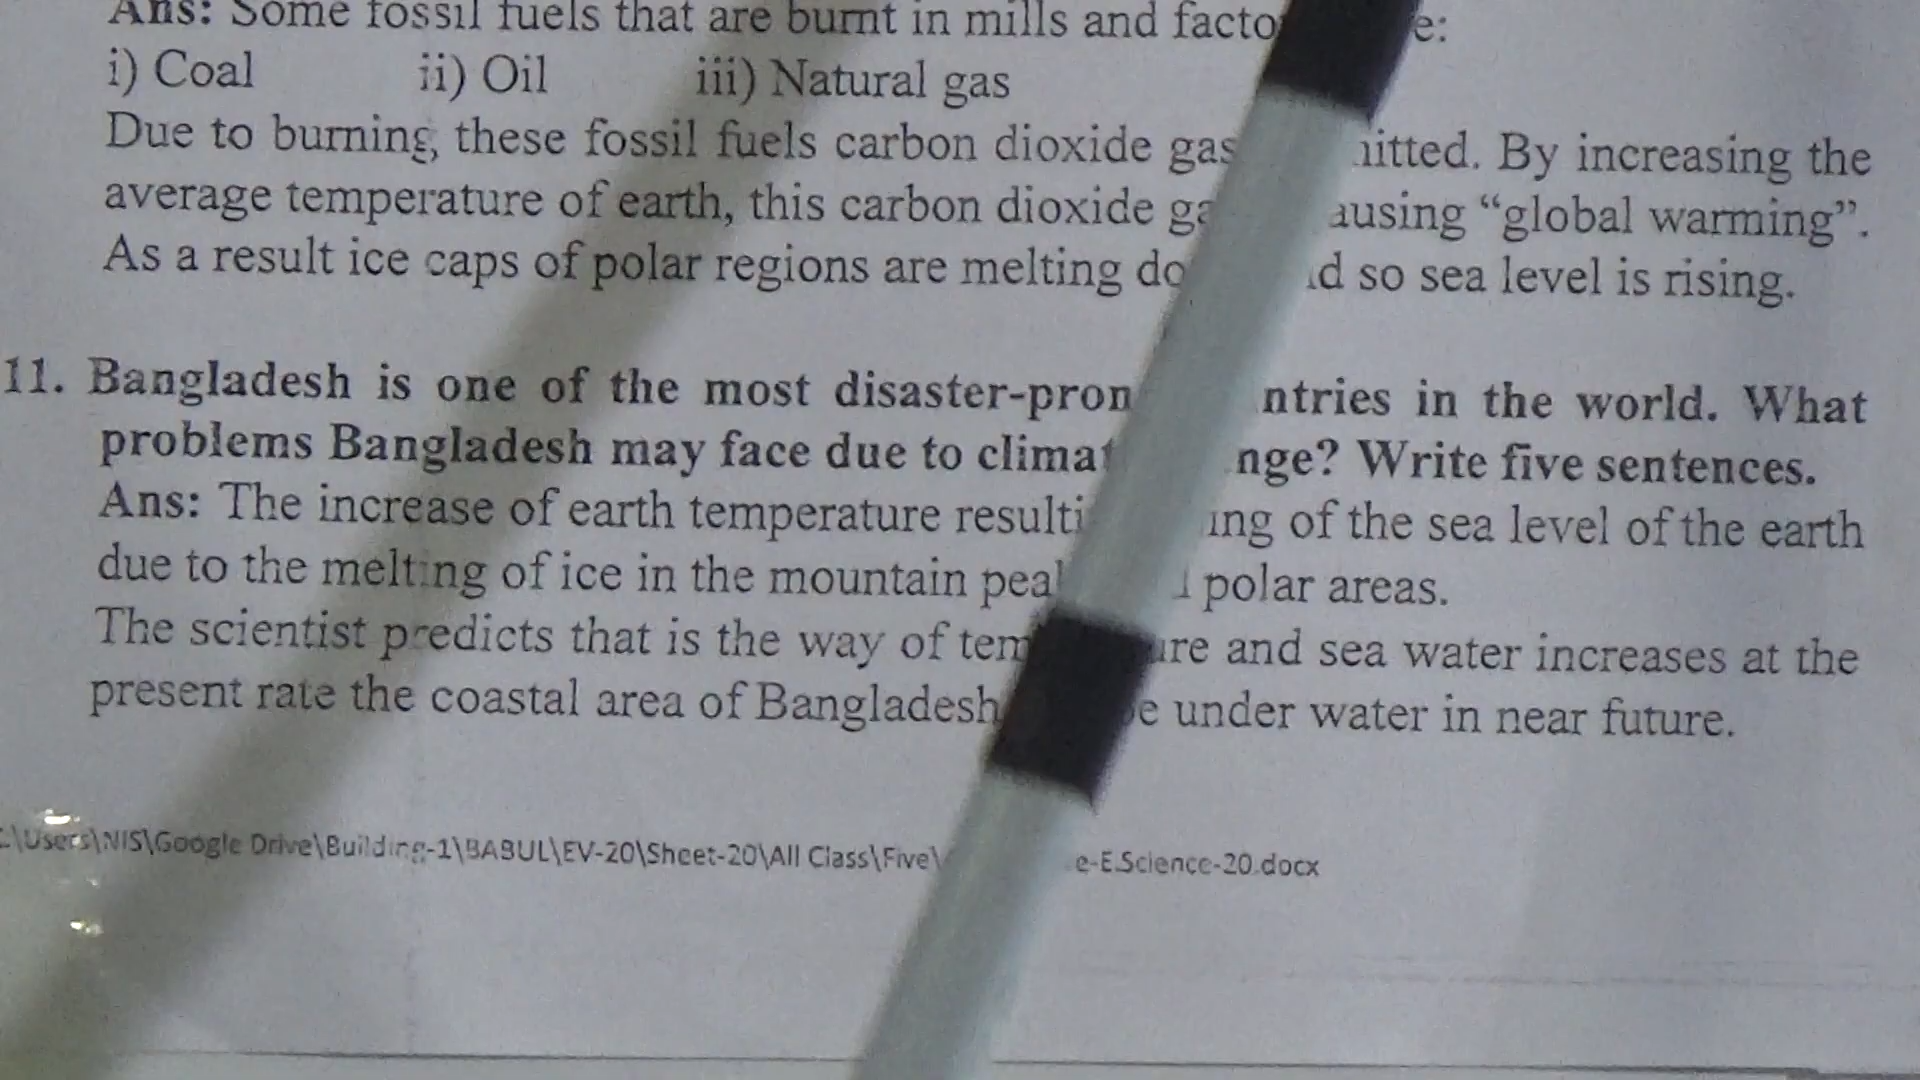 Ans: Some fossil fuels that are burnt in mills and facto e:
i) Coal ii) Oil iii) Natural gas
Due to burning, these fossil fuels carbon dioxide gas itted. By increasing the
average temperature of earth, this carbon dioxide ga ausing “global warming”.
As a result ice caps of polar regions are melting do d so sea level is rising.
11. Bangladesh is one of the most disaster-pron ntries in the world. What
problems Bangladesh may face due to climat nge? Write five sentences.
Ans: The increase of earth temperature resulti ing of the sea level of the earth
due to the melting of ice in the mountain pea polar areas.
The scientist predicts that is the way of tem ure and sea water increases at the
present rate the coastal area of Bangladesh e under water in near future.
:\Users\NIS\Google Drive\Building-1\BABUL\EV-20\Sheet-20\All Class\Five\ e-E.Science-20.docx